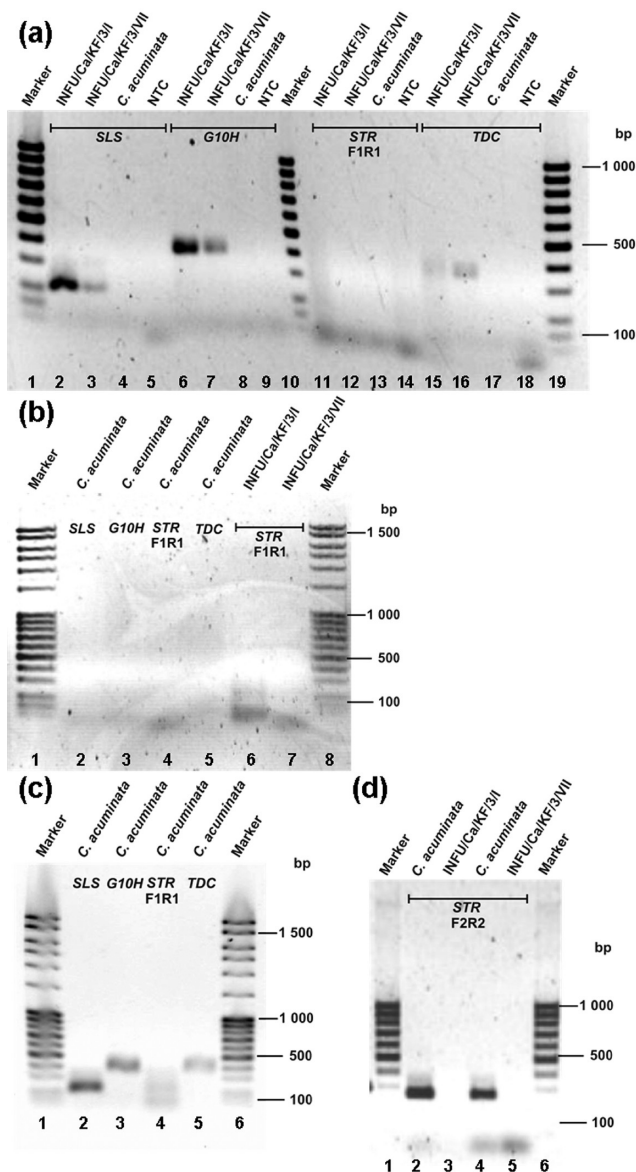 (a)
Marker INFU/Ca/KF/3/I INFU/Ca/KF/3/VII C. acuminata NTC INFU/Ca/KF/3/I INFU/Ca/KF/3/VII C. acuminata NTC Marker INFU/Ca/KF/3/I INFU/Ca/KF/3/VII C. acuminata NTC INFU/Ca/KF/3/I INFU/Ca/KF/3/VII C. acuminata NTC Marker
SLS G10H STR TDC bp
F1R1
1 000
500
100
1 2 3 4 5 6 7 8 9 10 11 12 13 14 15 16 17 18 19
(b)
Marker C. acuminata C. acuminata C. acuminata C. acuminata INFU/Ca/KF/3/I INFU/Ca/KF/3/VII Marker
bp
SLS G10H STR TDC STR
F1R1 F1R1
1 500
1 000
500
100
1 2 3 4 5 6 7 8
(c)
Marker C. acuminata C. acuminata C. acuminata C. acuminata Marker
bp
SLS G10H STR TDC
F1R1
1 500
1 000
500
100
1 2 3 4 5 6
(d)
Marker C. acuminata INFU/Ca/KF/3/I C. acuminata INFU/Ca/KF/3/VII Marker
STR
F2R2
bp
1 000
500
100
1 2 3 4 5 6